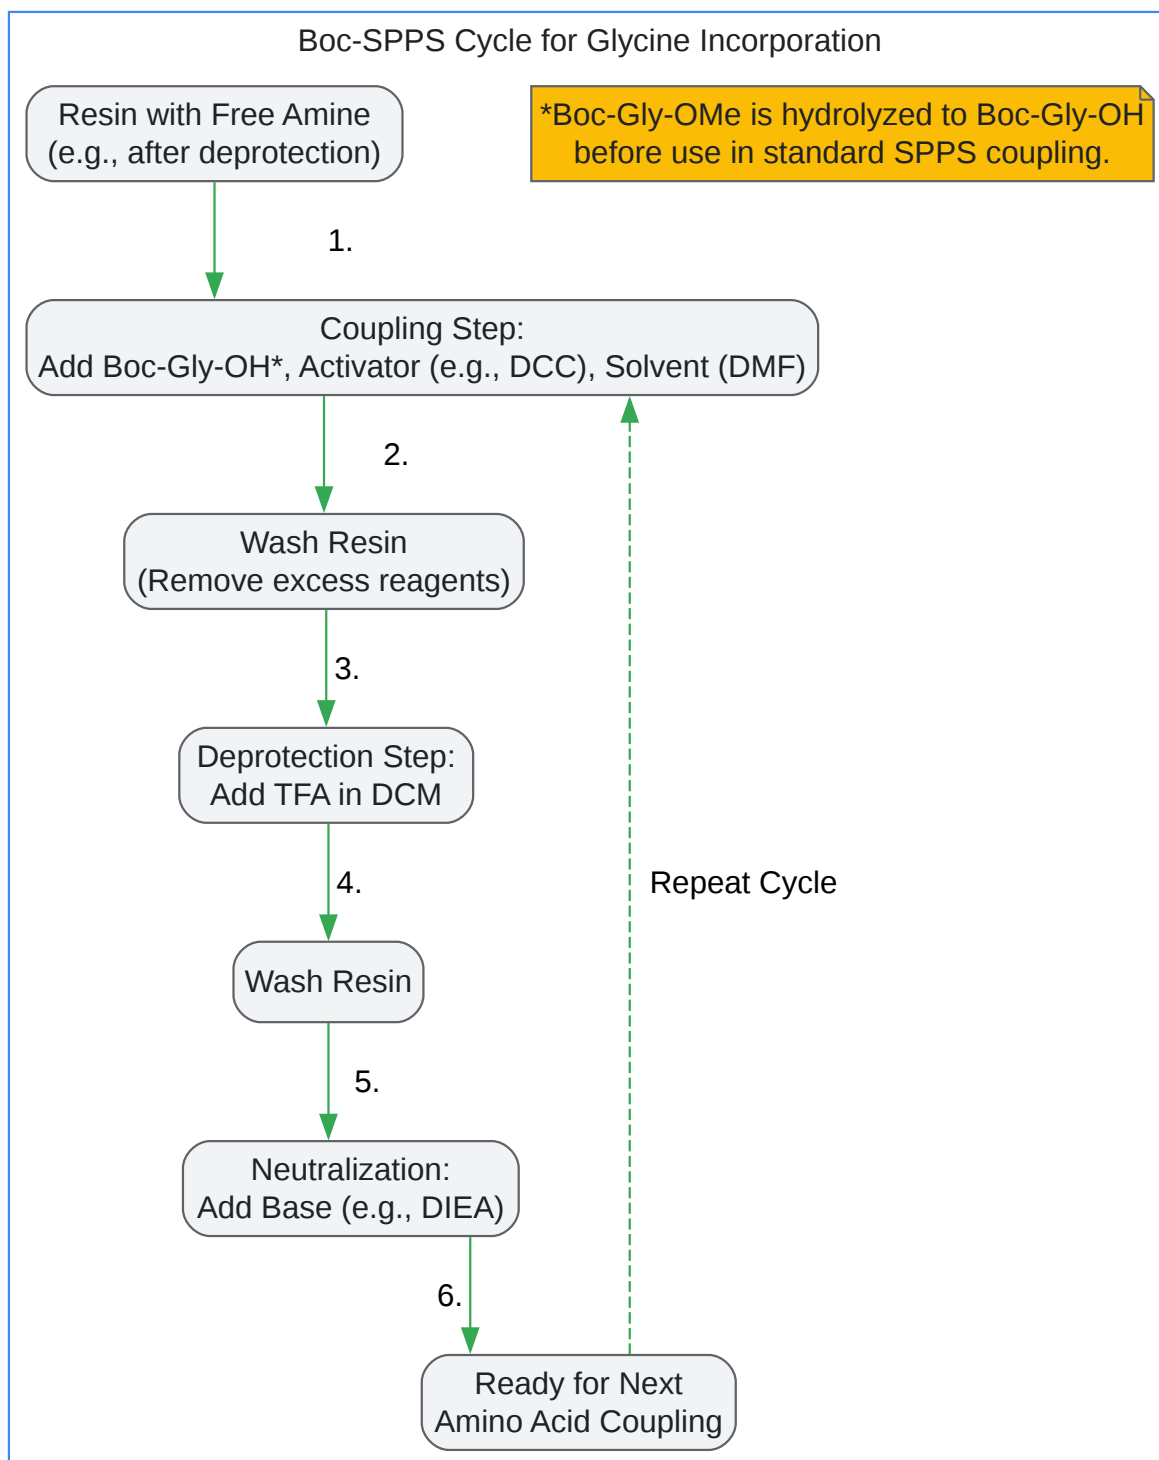 Boc-SPPS Cycle for Glycine Incorporation
Resin with Free Amine
(e.g., after deprotection)
*Boc-Gly-OMe is hydrolyzed to Boc-Gly-OH
before use in standard SPPS coupling.
1.
Coupling Step:
Add Boc-Gly-OH*, Activator (e.g., DCC), Solvent (DMF)
2.
Wash Resin
(Remove excess reagents)
3.
Deprotection Step:
Add TFA in DCM
4.
Repeat Cycle
Wash Resin
5.
Neutralization:
Add Base (e.g., DIEA)
6.
Ready for Next
Amino Acid Coupling